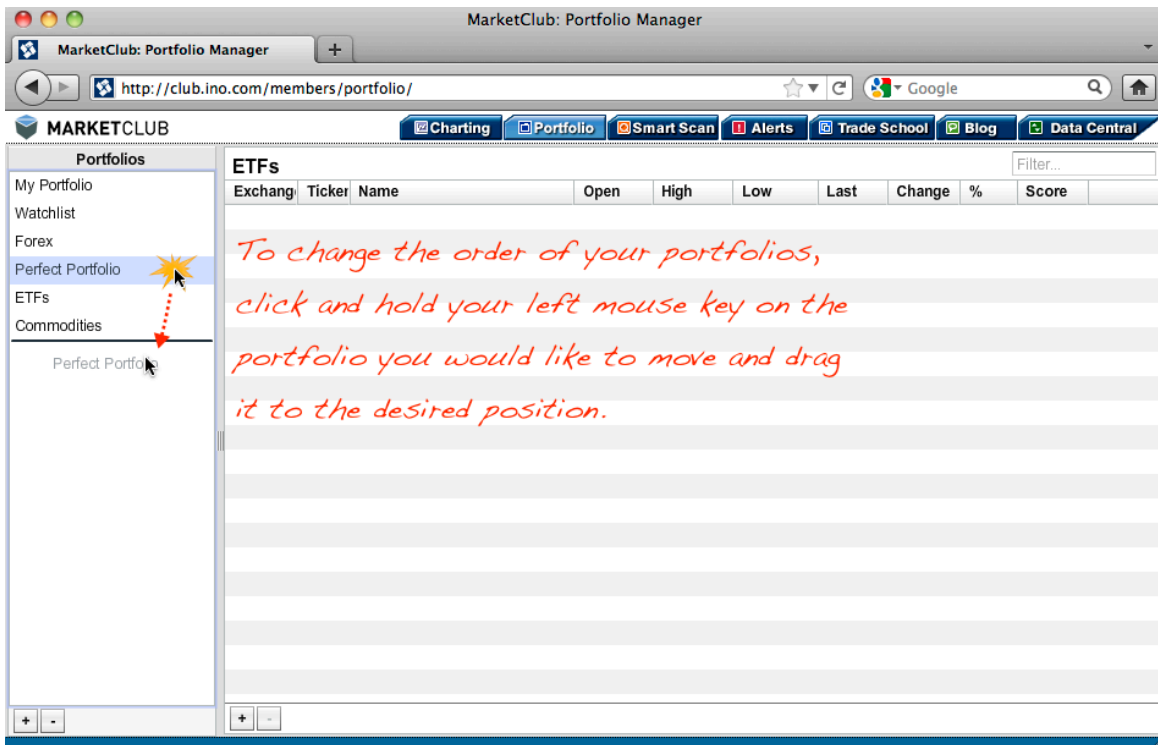 MarketClub: Portfolio Manager
MarketClub: Portfolio Manager +
http://club.ino.com/members/portfolio/ Google
MARKETCLUB Charting Portfolio Smart Scan Alerts Trade School Blog Data Central
Portfolios
My Portfolio
Watchlist
Forex
Perfect Portfolio
ETFs
Commodities
Perfect Portfolio
+ -
ETFs Filter...
Exchang Ticker Name Open High Low Last Change % Score
To change the order of your portfolios,
click and hold your left mouse key on the
portfolio you would like to move and drag
it to the desired position.
+ -